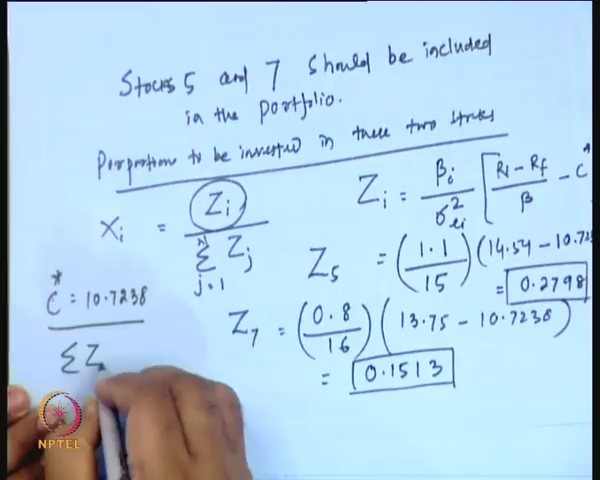 Stocks 5 and 7 should be included
in the portfolio.
Porportion to be invested in these two stocks
Xi = Zi / n Σ j=1 Zj
Zi = βi / σ²ei [ Ri - Rf / β - C*
Z5 = (1.1 / 15) (14.54 - 10.72
= 0.2798
C* = 10.7238
Z7 = (0.8 / 16) (13.75 - 10.7238)
= 0.1513
ΣZ
NPTEL